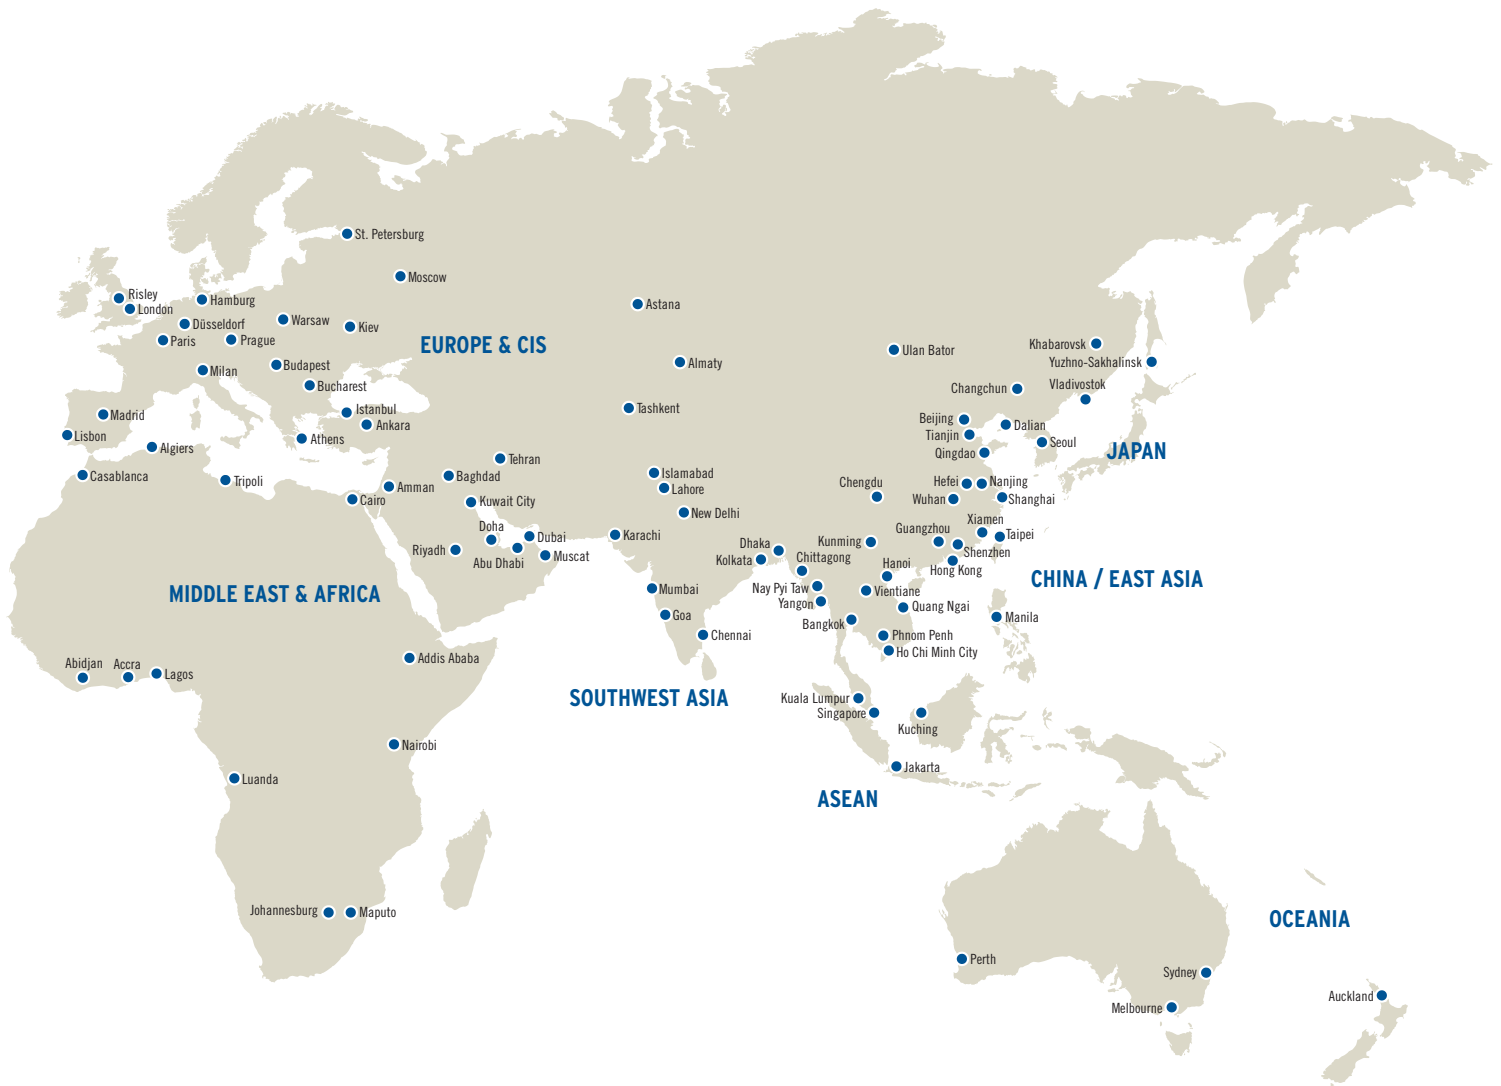 St. Petersburg
Moscow
Risley
London
Hamburg
Düsseldorf
Paris
Prague
Warsaw
Kiev
Milan
Budapest
Bucharest
Madrid
Lisbon
Istanbul
Ankara
Athens
EUROPE & CIS
Astana
Almaty
Tashkent
Algiers
Casablanca
Tripoli
Cairo
Amman
Baghdad
Tehran
Kuwait City
Doha
Dubai
Riyadh
Abu Dhabi
Muscat
MIDDLE EAST & AFRICA
Abidjan
Accra
Lagos
Addis Ababa
Nairobi
Luanda
Johannesburg
Maputo
Islamabad
Lahore
New Delhi
Karachi
Dhaka
Kolkata
Chittagong
Mumbai
Goa
Chennai
SOUTHWEST ASIA
Ulan Bator
Khabarovsk
Yuzhno-Sakhalinsk
Vladivostok
Changchun
Beijing
Tianjin
Qingdao
Dalian
Seoul
JAPAN
Chengdu
Hefei
Nanjing
Wuhan
Shanghai
Xiamen
Guangzhou
Taipei
Kunming
Shenzhen
Hong Kong
CHINA / EAST ASIA
Hanoi
Nay Pyi Taw
Yangon
Vientiane
Quang Ngai
Bangkok
Phnom Penh
Ho Chi Minh City
Manila
Kuala Lumpur
Singapore
Kuching
Jakarta
ASEAN
OCEANIA
Perth
Sydney
Melbourne
Auckland